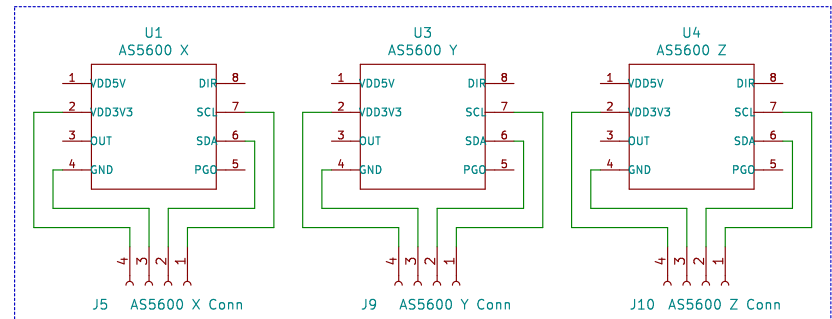 U1
AS5600 X
1 VDD5V DIR 8
2 VDD3V3 SCL 7
3 OUT SDA 6
4 GND PGO 5
4 3 2 1
J5 AS5600 X Conn
U3
AS5600 Y
1 VDD5V DIR 8
2 VDD3V3 SCL 7
3 OUT SDA 6
4 GND PGO 5
4 3 2 1
J9 AS5600 Y Conn
U4
AS5600 Z
1 VDD5V DIR 8
2 VDD3V3 SCL 7
3 OUT SDA 6
4 GND PGO 5
4 3 2 1
J10 AS5600 Z Conn